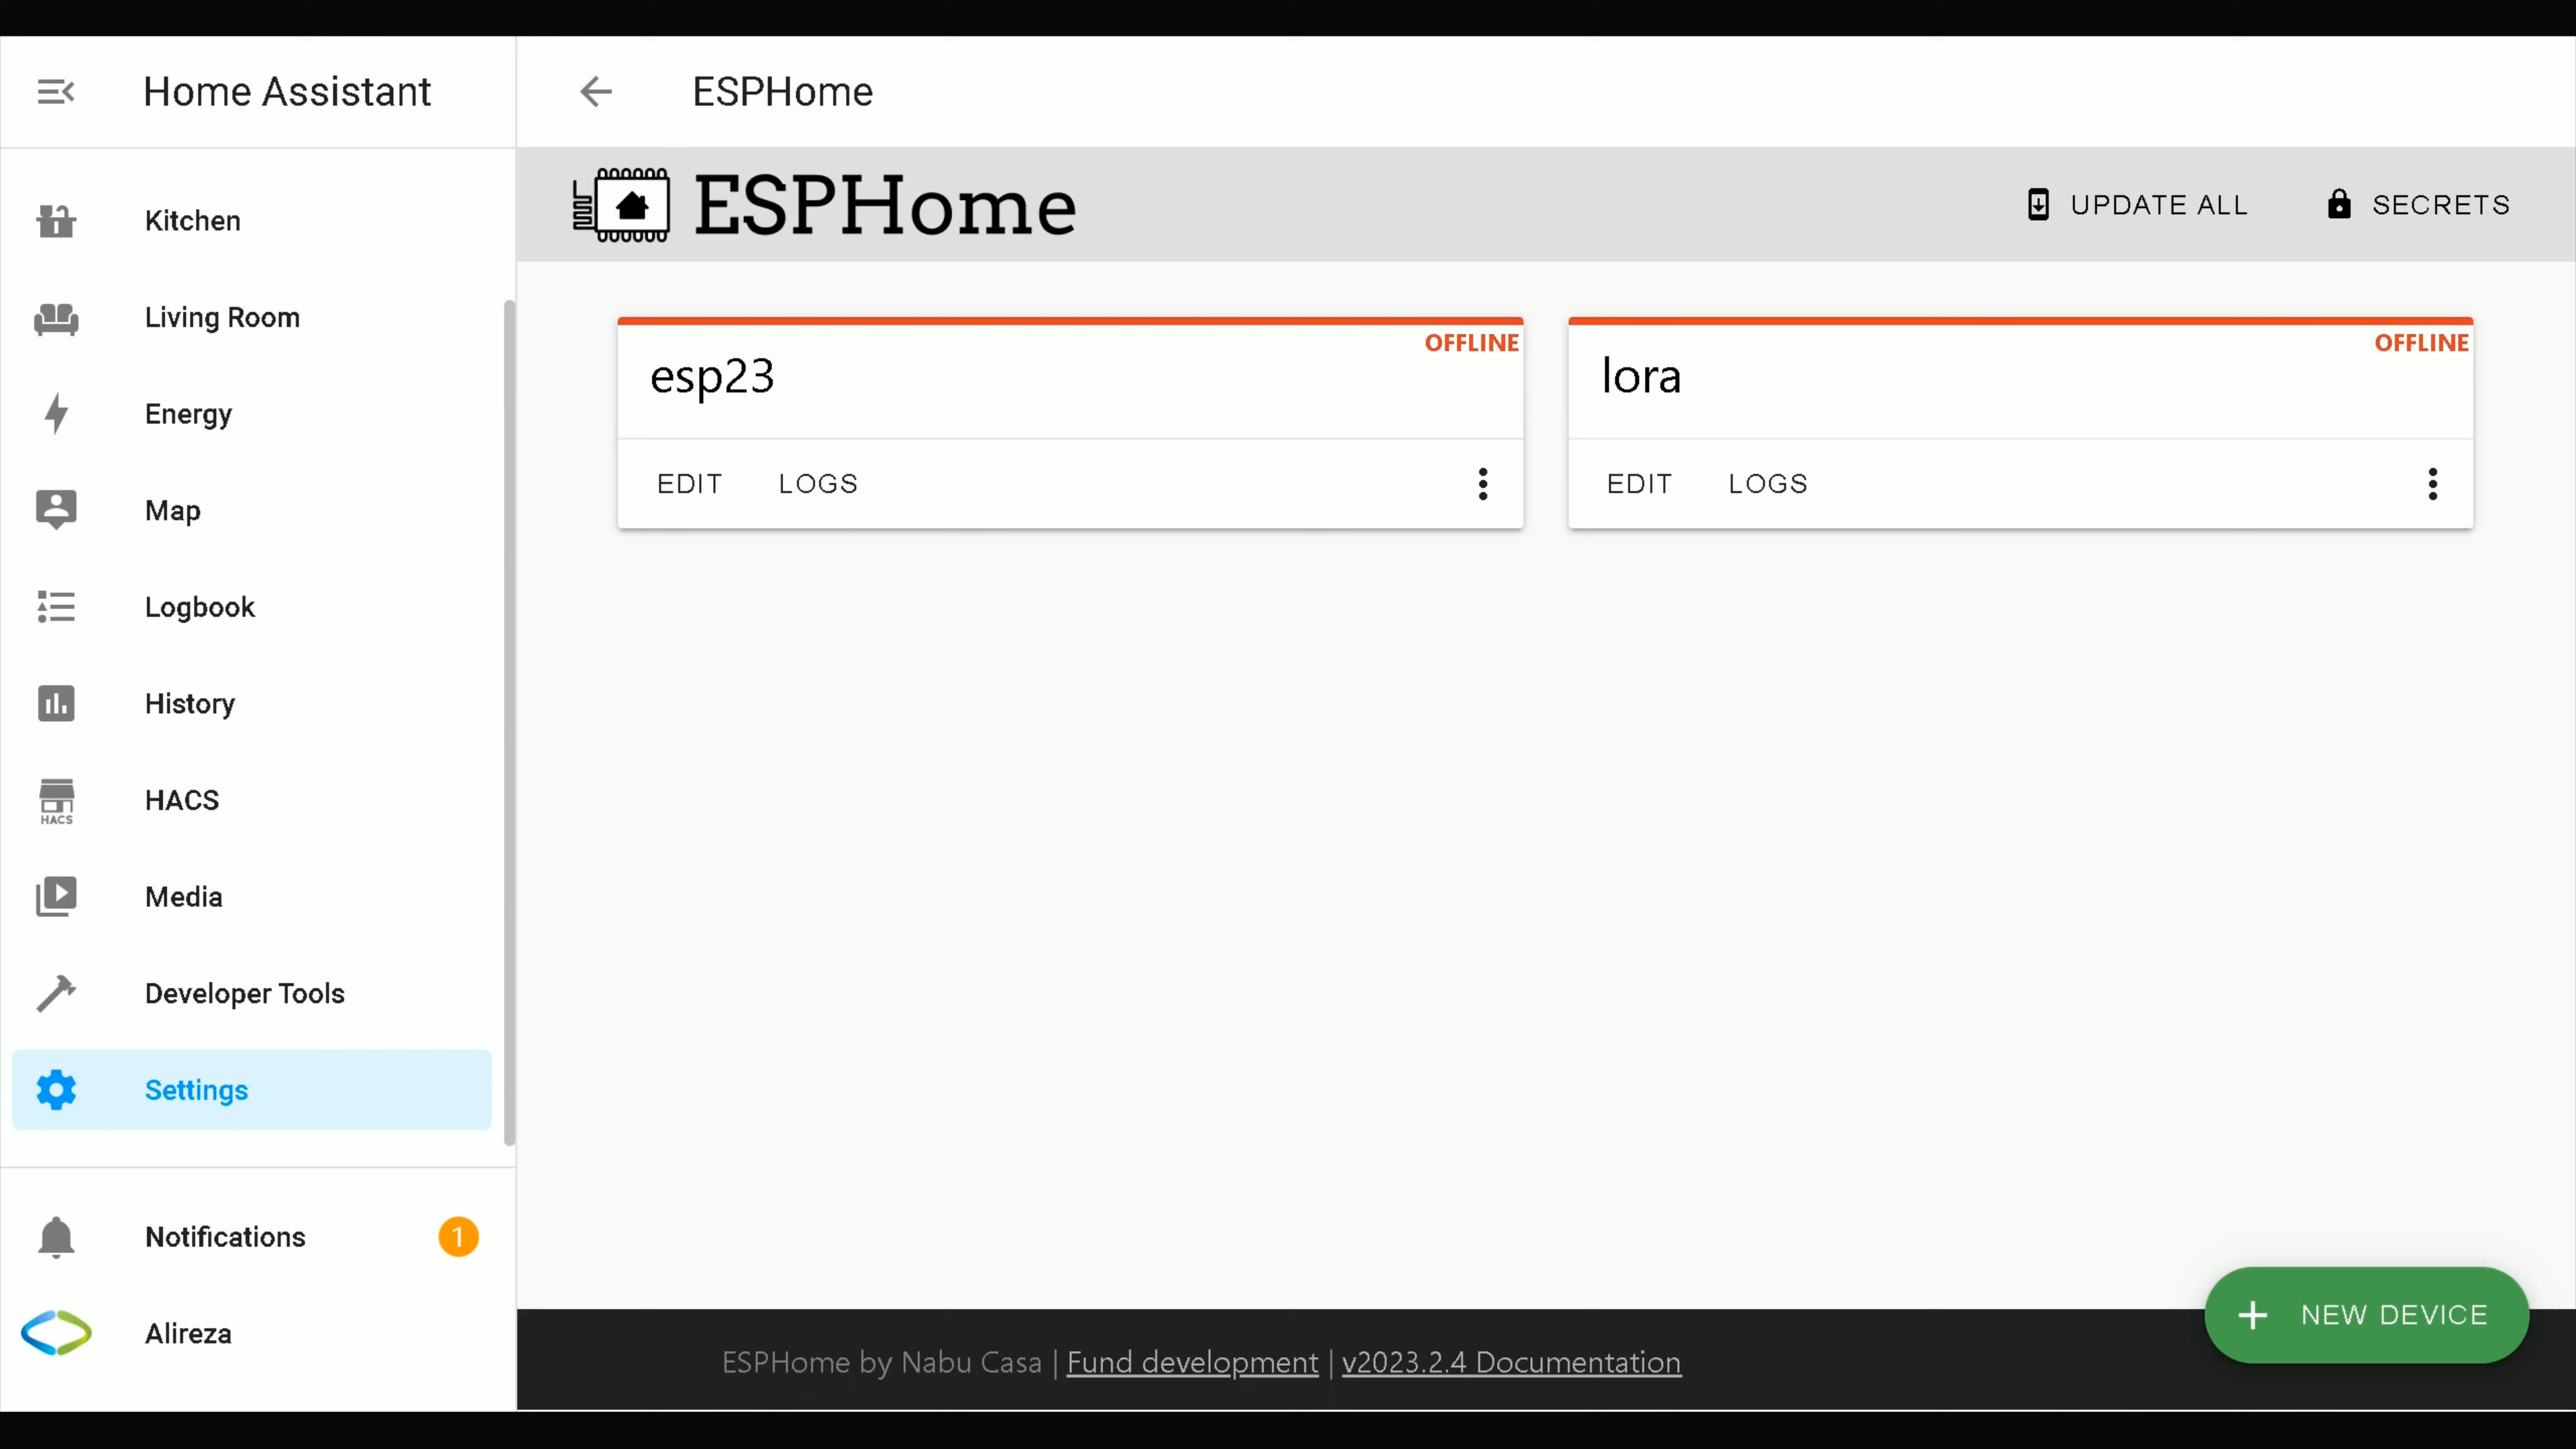 Home Assistant
ESPHome
ESPHome
UPDATE ALL
SECRETS
Kitchen
Living Room
Energy
Map
Logbook
History
HACS
HACS
Media
Developer Tools
Settings
Notifications
1
Alireza
OFFLINE
esp23
EDIT LOGS
OFFLINE
lora
EDIT LOGS
NEW DEVICE
ESPHome by Nabu Casa | Fund development | v2023.2.4 Documentation